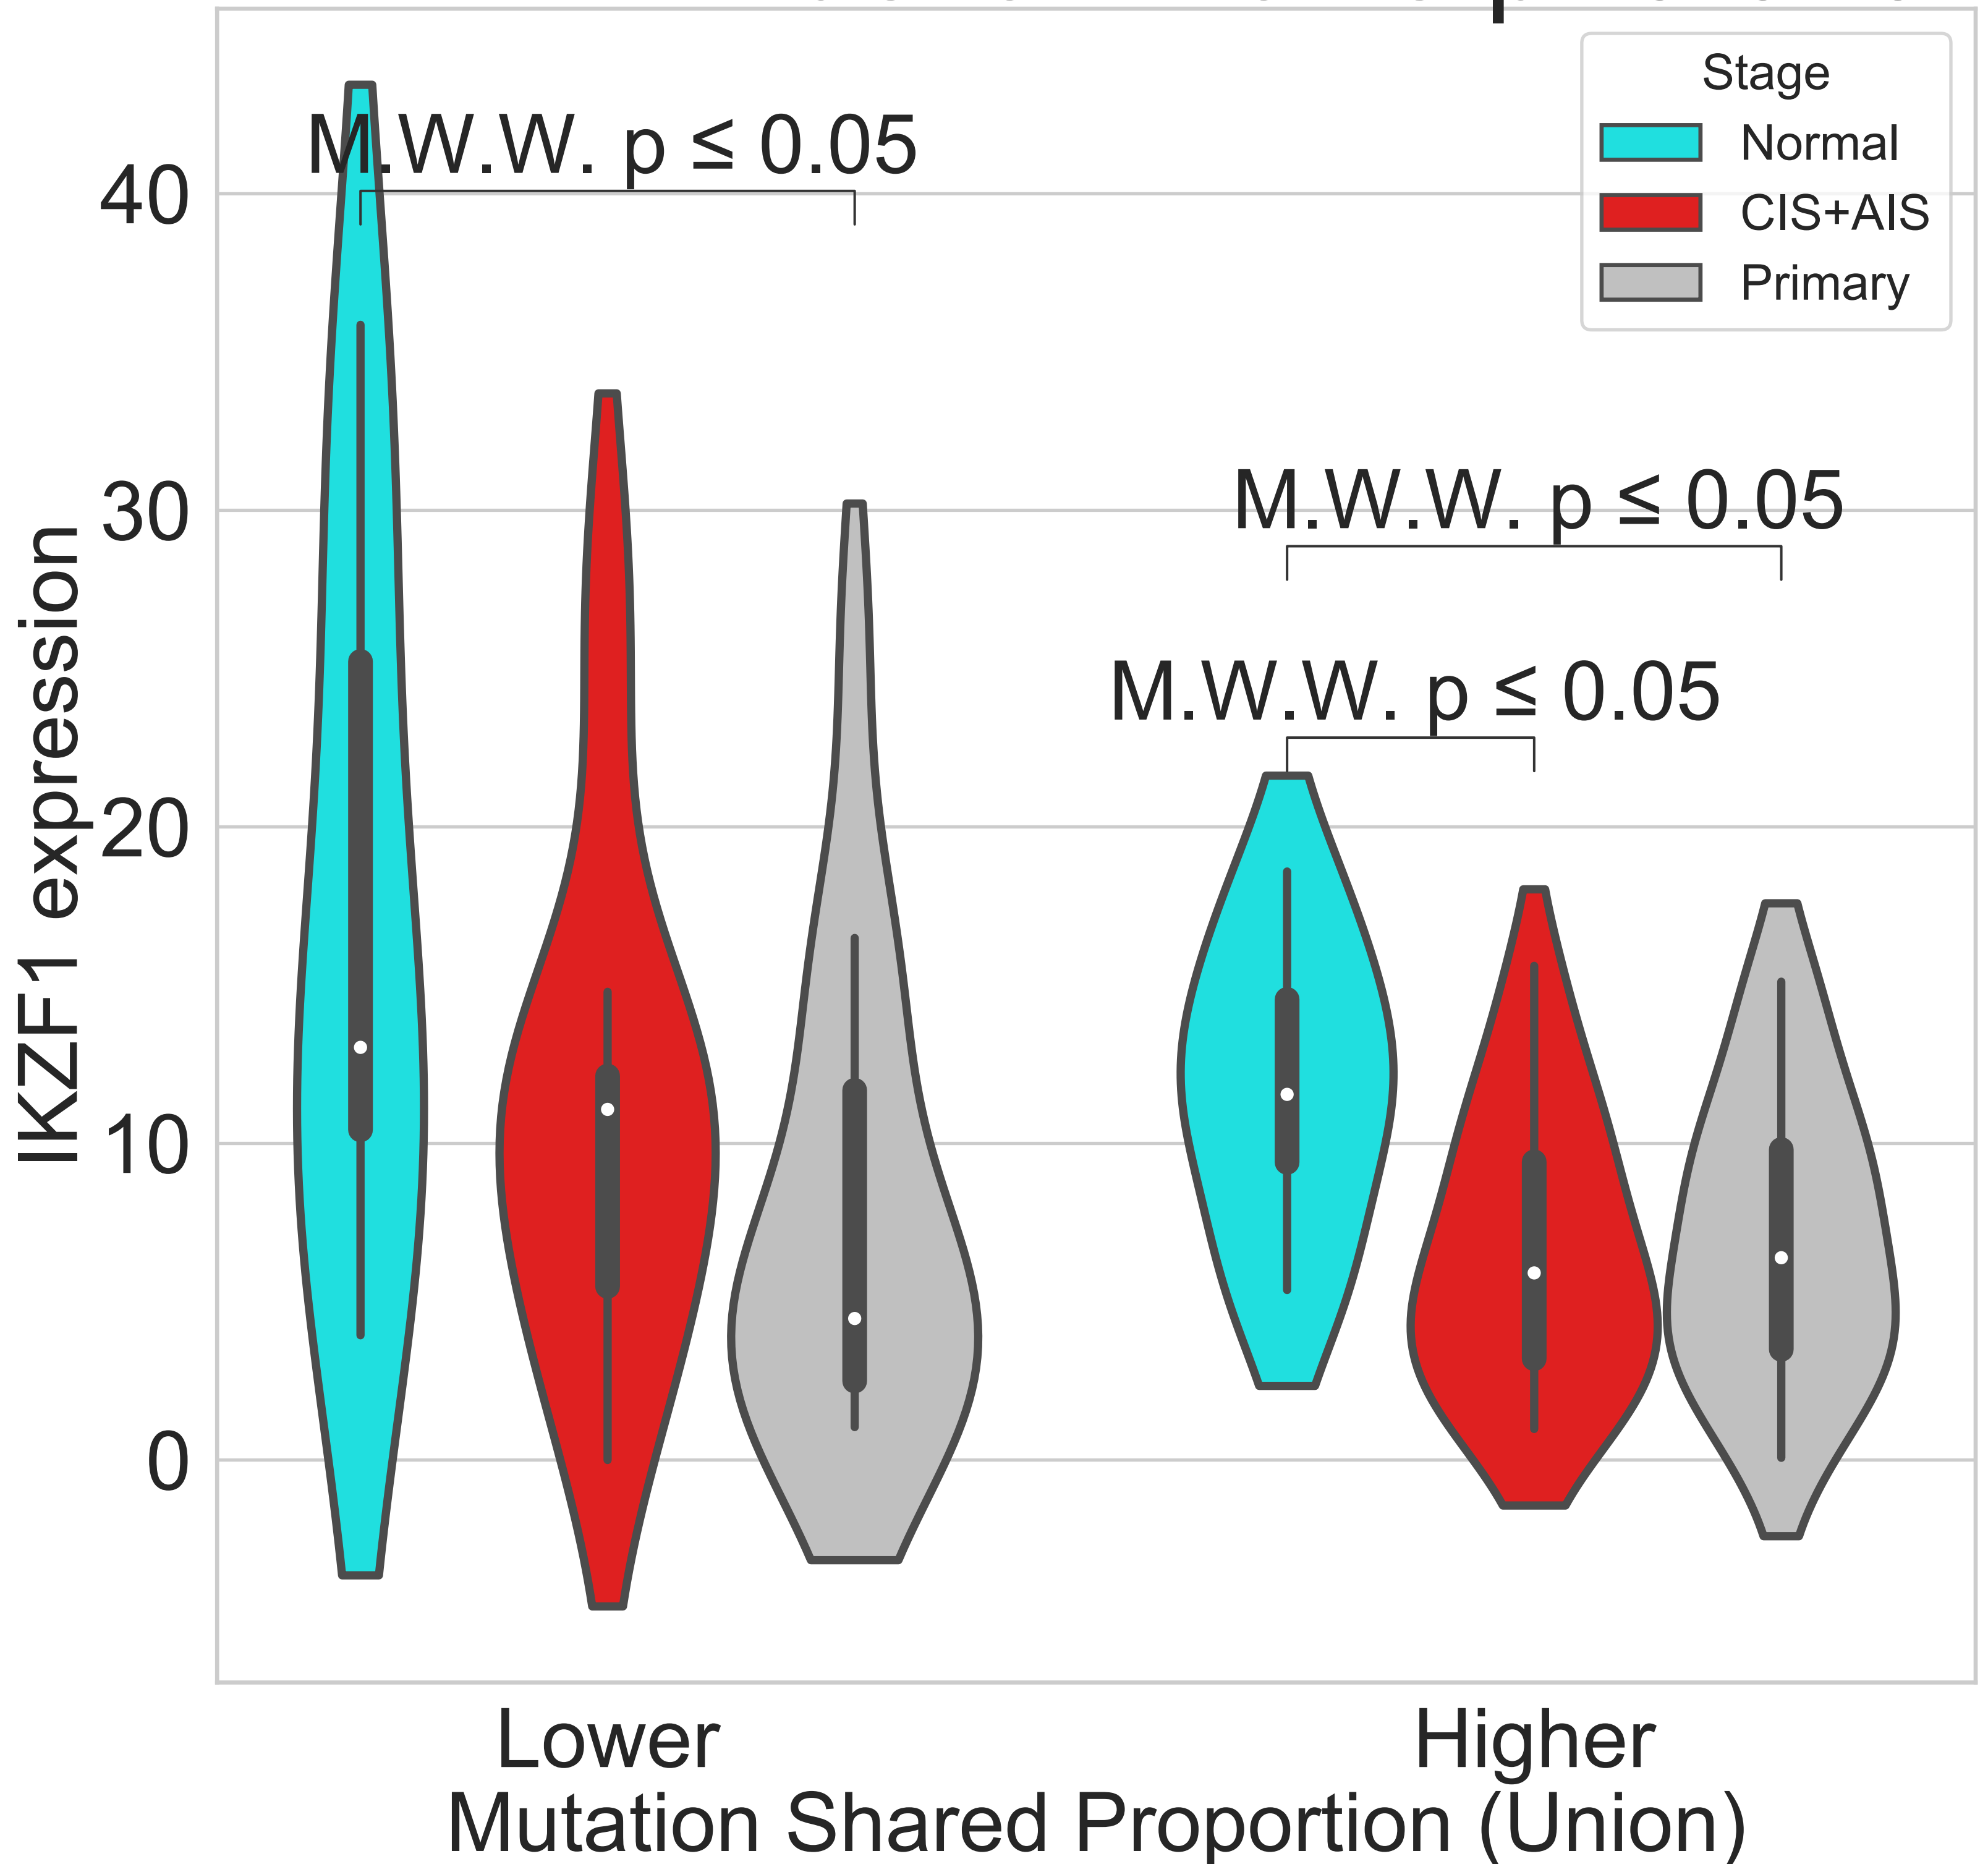 Stage
Normal
CIS+AIS
Primary
M.W.W. p ≤ 0.05
M.W.W. p ≤ 0.05
M.W.W. p ≤ 0.05
40
30
20
10
0
IKZF1 expression
Lower
Higher
Mutation Shared Proportion (Union)